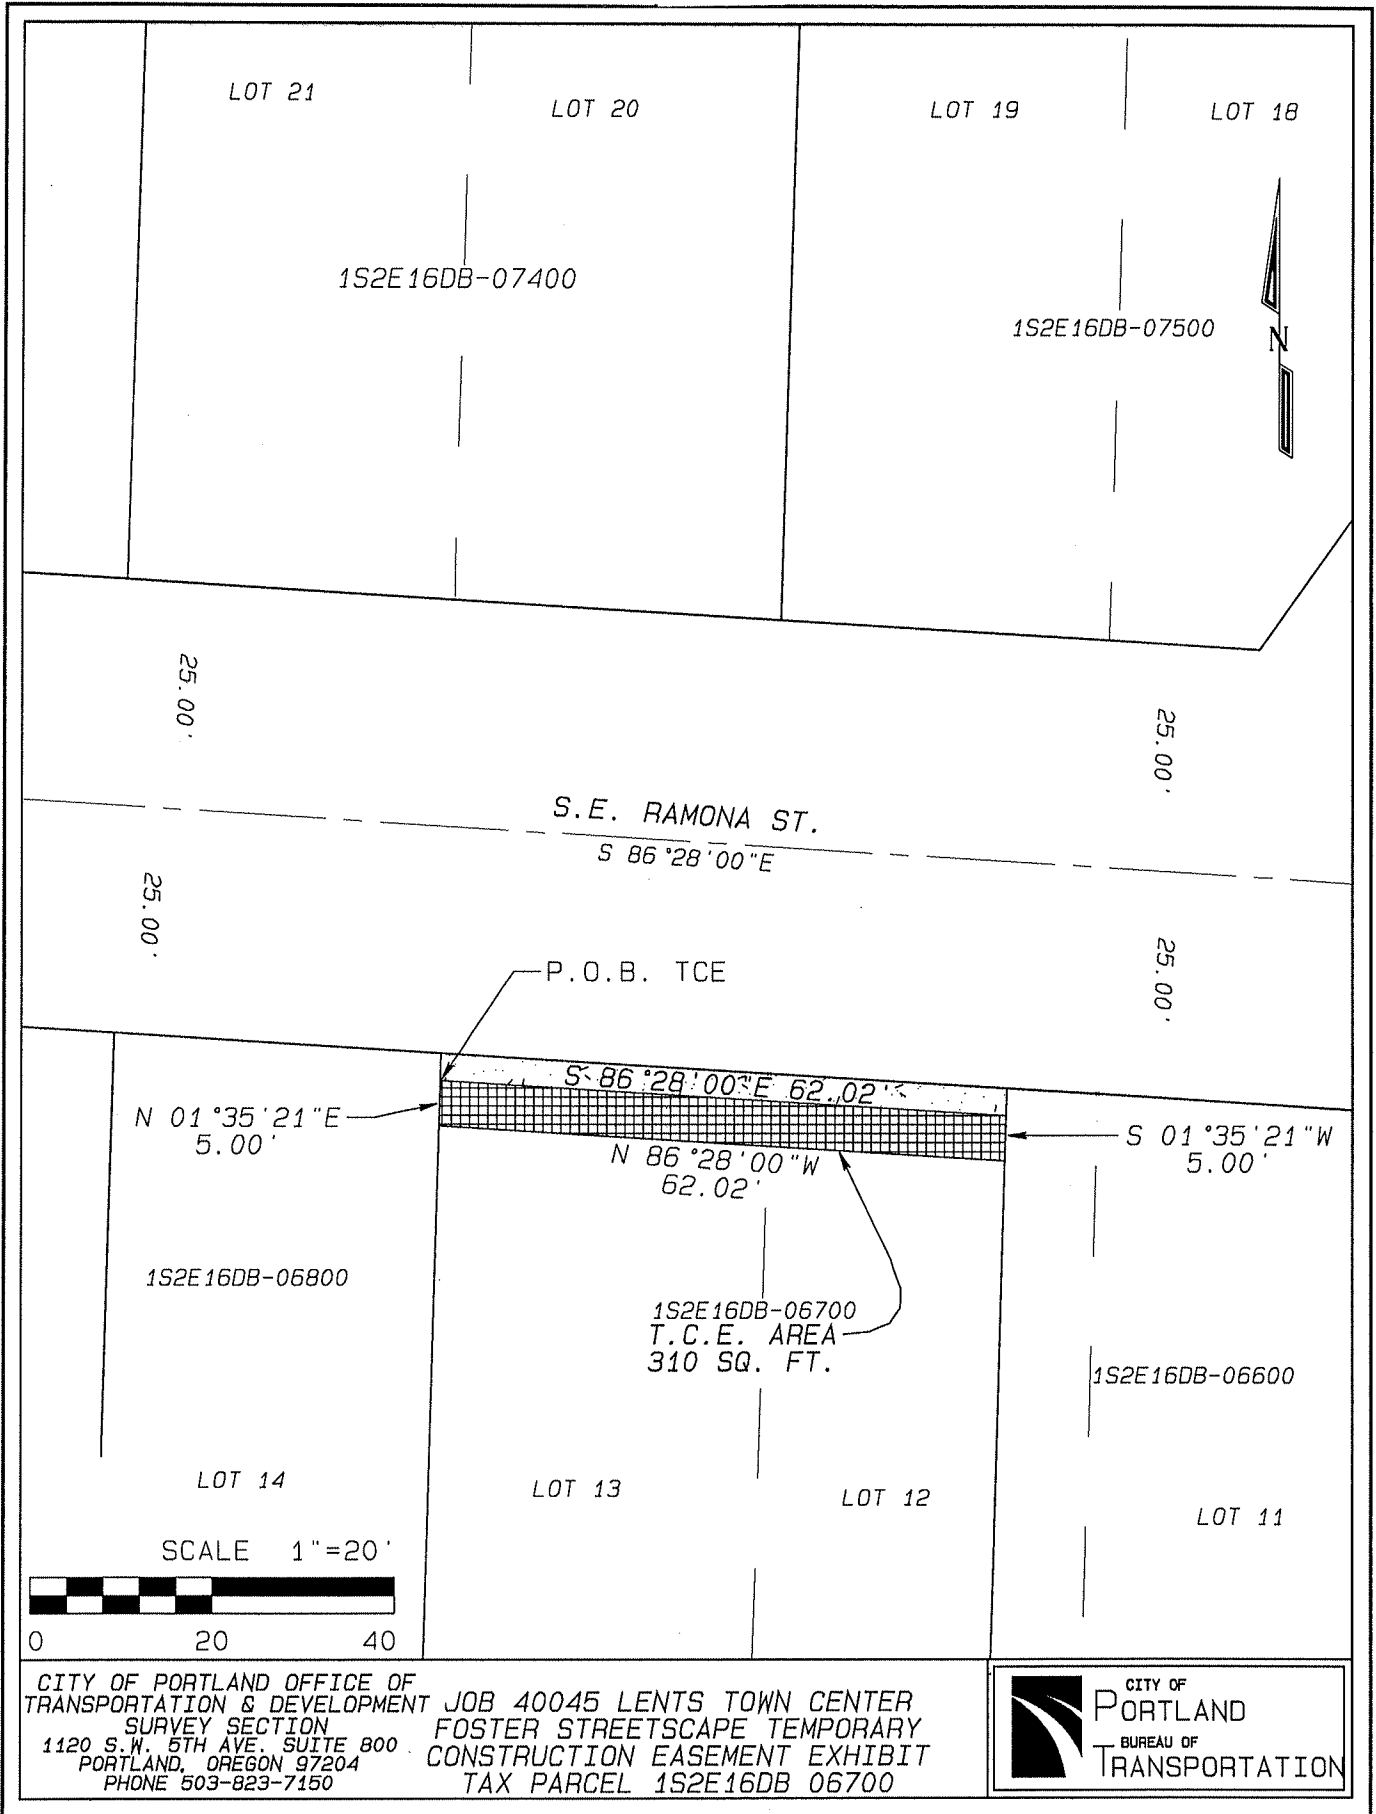 LOT 21
LOT 20
LOT 19
LOT 18
1S2E16DB-07400
1S2E16DB-07500
N
25.00'
25.00'
S.E. RAMONA ST.
S 86°28'00"E
25.00'
25.00'
P.O.B. TCE
S 86°28'00"E 62.02'
N 01°35'21"E
5.00'
S 01°35'21"W
5.00'
N 86°28'00"W
62.02'
1S2E16DB-06800
1S2E16DB-06700
T.C.E. AREA
310 SQ. FT.
1S2E16DB-06600
LOT 14
LOT 13
LOT 12
LOT 11
SCALE 1"=20'
0 20 40
CITY OF PORTLAND OFFICE OF
TRANSPORTATION & DEVELOPMENT
SURVEY SECTION
1120 S.W. 5TH AVE. SUITE 800
PORTLAND, OREGON 97204
PHONE 503-823-7150
JOB 40045 LENTS TOWN CENTER
FOSTER STREETSCAPE TEMPORARY
CONSTRUCTION EASEMENT EXHIBIT
TAX PARCEL 1S2E16DB 06700
CITY OF
PORTLAND
BUREAU OF
TRANSPORTATION